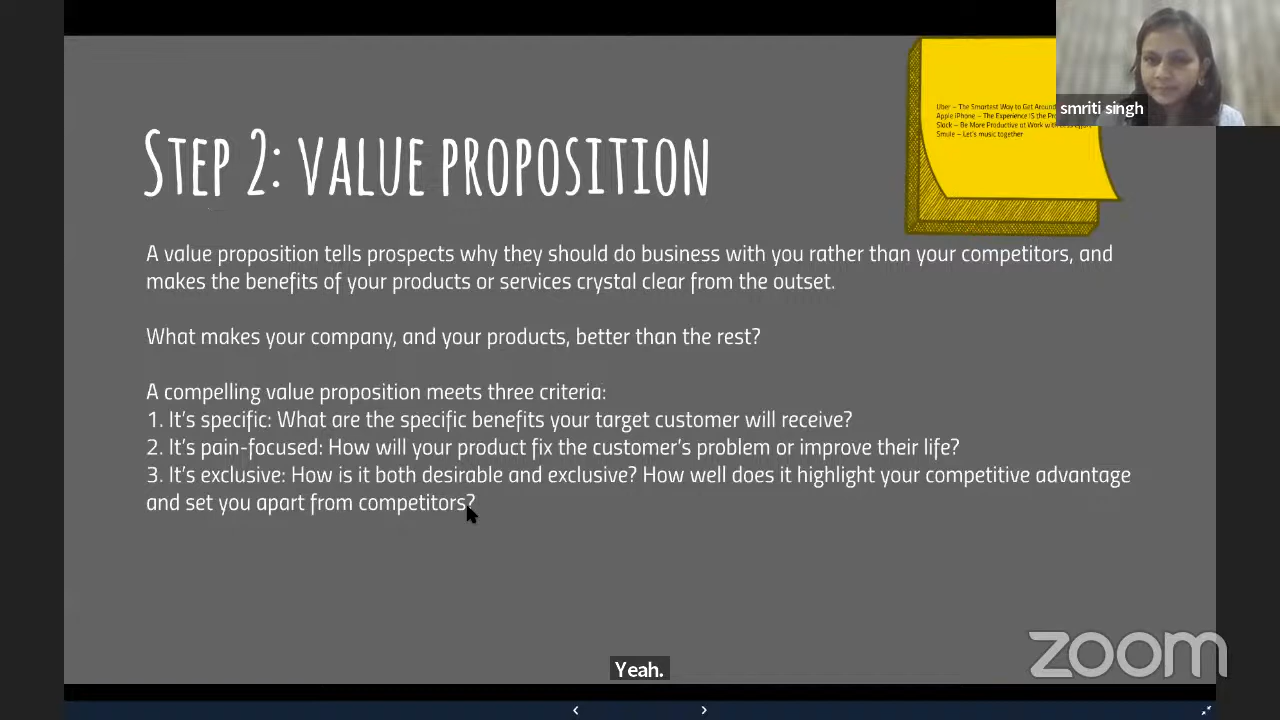 smriti singh
Uber – The Smartest Way to Get Around
Apple iPhone – The Experience IS the
Slack – Be More Productive at Work
Smule – Let's music together
STEP 2: VALUE PROPOSITION
A value proposition tells prospects why they should do business with you rather than your competitors, and
makes the benefits of your products or services crystal clear from the outset.
What makes your company, and your products, better than the rest?
A compelling value proposition meets three criteria:
1. It's specific: What are the specific benefits your target customer will receive?
2. It's pain-focused: How will your product fix the customer's problem or improve their life?
3. It's exclusive: How is it both desirable and exclusive? How well does it highlight your competitive advantage
and set you apart from competitors?
zoom
Yeah.